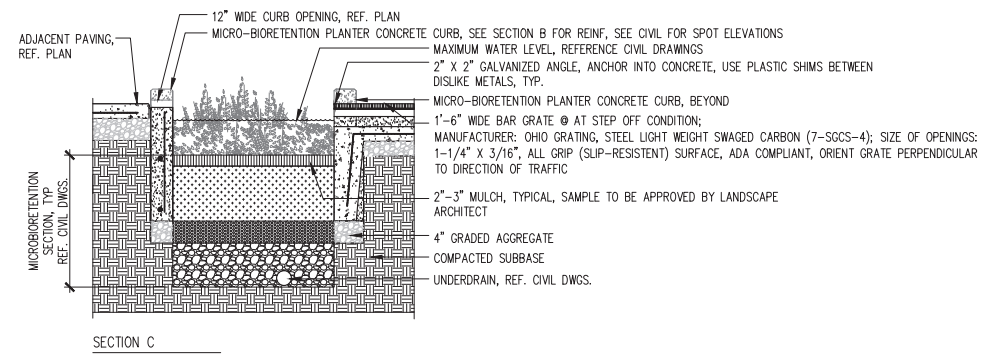 12" WIDE CURB OPENING, REF. PLAN
MICRO-BIORETENTION PLANTER CONCRETE CURB, SEE SECTION B FOR REINF, SEE CIVIL FOR SPOT ELEVATIONS
ADJACENT PAVING,
REF. PLAN
MAXIMUM WATER LEVEL, REFERENCE CIVIL DRAWINGS
2" X 2" GALVANIZED ANGLE, ANCHOR INTO CONCRETE, USE PLASTIC SHIMS BETWEEN
DISLIKE METALS, TYP.
MICRO-BIORETENTION PLANTER CONCRETE CURB, BEYOND
1'-6" WIDE BAR GRATE @ AT STEP OFF CONDITION;
MANUFACTURER: OHIO GRATING, STEEL LIGHT WEIGHT SWAGED CARBON (7-SGCS-4); SIZE OF OPENINGS:
1-1/4" X 3/16", ALL GRIP (SLIP-RESISTENT) SURFACE, ADA COMPLIANT, ORIENT GRATE PERPENDICULAR
TO DIRECTION OF TRAFFIC
2"-3" MULCH, TYPICAL, SAMPLE TO BE APPROVED BY LANDSCAPE
ARCHITECT
4" GRADED AGGREGATE
COMPACTED SUBBASE
UNDERDRAIN, REF. CIVIL DWGS.
MICROBIORETENTION
SECTION, TYP
REF. CIVIL DWGS.
SECTION C